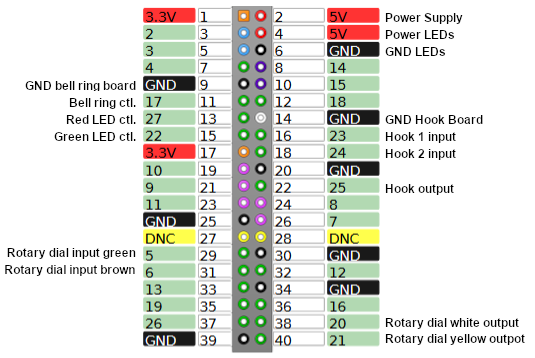 3.3V 1 2 5V Power Supply
2 3 4 5V Power LEDs
3 5 6 GND GND LEDs
4 7 8 14
GND bell ring board GND 9 10 15
Bell ring ctl. 17 11 12 18
Red LED ctl. 27 13 14 GND GND Hook Board
Green LED ctl. 22 15 16 23 Hook 1 input
3.3V 17 18 24 Hook 2 input
10 19 20 GND
9 21 22 25 Hook output
11 23 24 8
GND 25 26 7
DNC 27 28 DNC
Rotary dial input green 5 29 30 GND
Rotary dial input brown 6 31 32 12
13 33 34 GND
19 35 36 16
26 37 38 20 Rotary dial white output
GND 39 40 21 Rotary dial yellow outpot